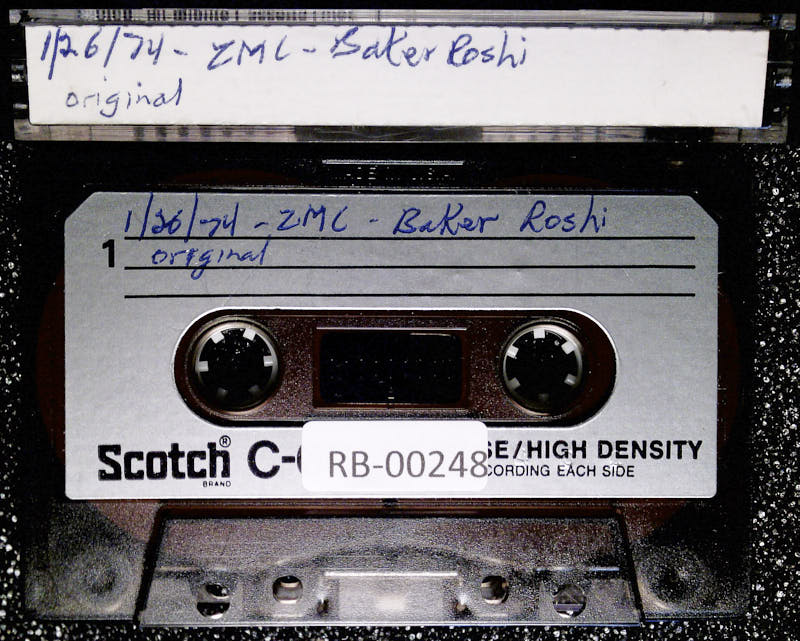 1/26/74 - ZMC - Baker Roshi
original
1/26/74 - ZMC - Baker Roshi
1 original
Scotch® C-
BRAND
RB-00248
SE/HIGH DENSITY
CORDING EACH SIDE